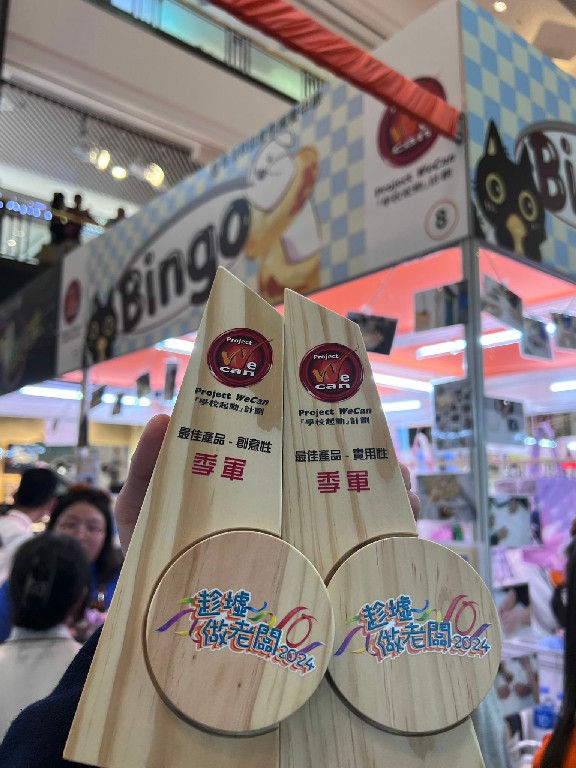 Project
WeCan
Project WeCan
「學校起動」計劃
8
Bingo
Bi
Project
We
can
Project WeCan
「學校起動」計劃
最佳產品 - 創意性
季軍
趁墟
做老闆
10
2024
Project
We
can
Project WeCan
「學校起動」計劃
最佳產品 - 實用性
季軍
趁墟
做老闆
10
2024